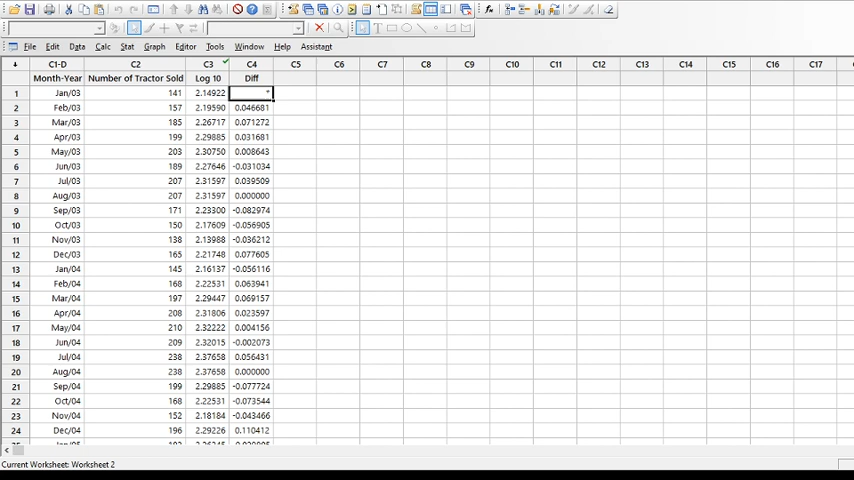 File Edit Data Calc Stat Graph Editor Tools Window Help Assistant
C1-D C2 C3 C4 C5 C6 C7 C8 C9 C10 C11 C12 C13 C14 C15 C16 C17
Month-Year Number of Tractor Sold Log 10 Diff
1 Jan/03 141 2.14922 *
2 Feb/03 157 2.19590 0.046681
3 Mar/03 185 2.26717 0.071272
4 Apr/03 199 2.29885 0.031681
5 May/03 203 2.30750 0.008643
6 Jun/03 189 2.27646 -0.031034
7 Jul/03 207 2.31597 0.039509
8 Aug/03 207 2.31597 0.000000
9 Sep/03 171 2.23300 -0.082974
10 Oct/03 150 2.17609 -0.056905
11 Nov/03 138 2.13988 -0.036212
12 Dec/03 165 2.21748 0.077605
13 Jan/04 145 2.16137 -0.056116
14 Feb/04 168 2.22531 0.063941
15 Mar/04 197 2.29447 0.069157
16 Apr/04 208 2.31806 0.023597
17 May/04 210 2.32222 0.004156
18 Jun/04 209 2.32015 -0.002073
19 Jul/04 238 2.37658 0.056431
20 Aug/04 238 2.37658 0.000000
21 Sep/04 199 2.29885 -0.077724
22 Oct/04 168 2.22531 -0.073544
23 Nov/04 152 2.18184 -0.043466
24 Dec/04 196 2.29226 0.110412
Current Worksheet: Worksheet 2